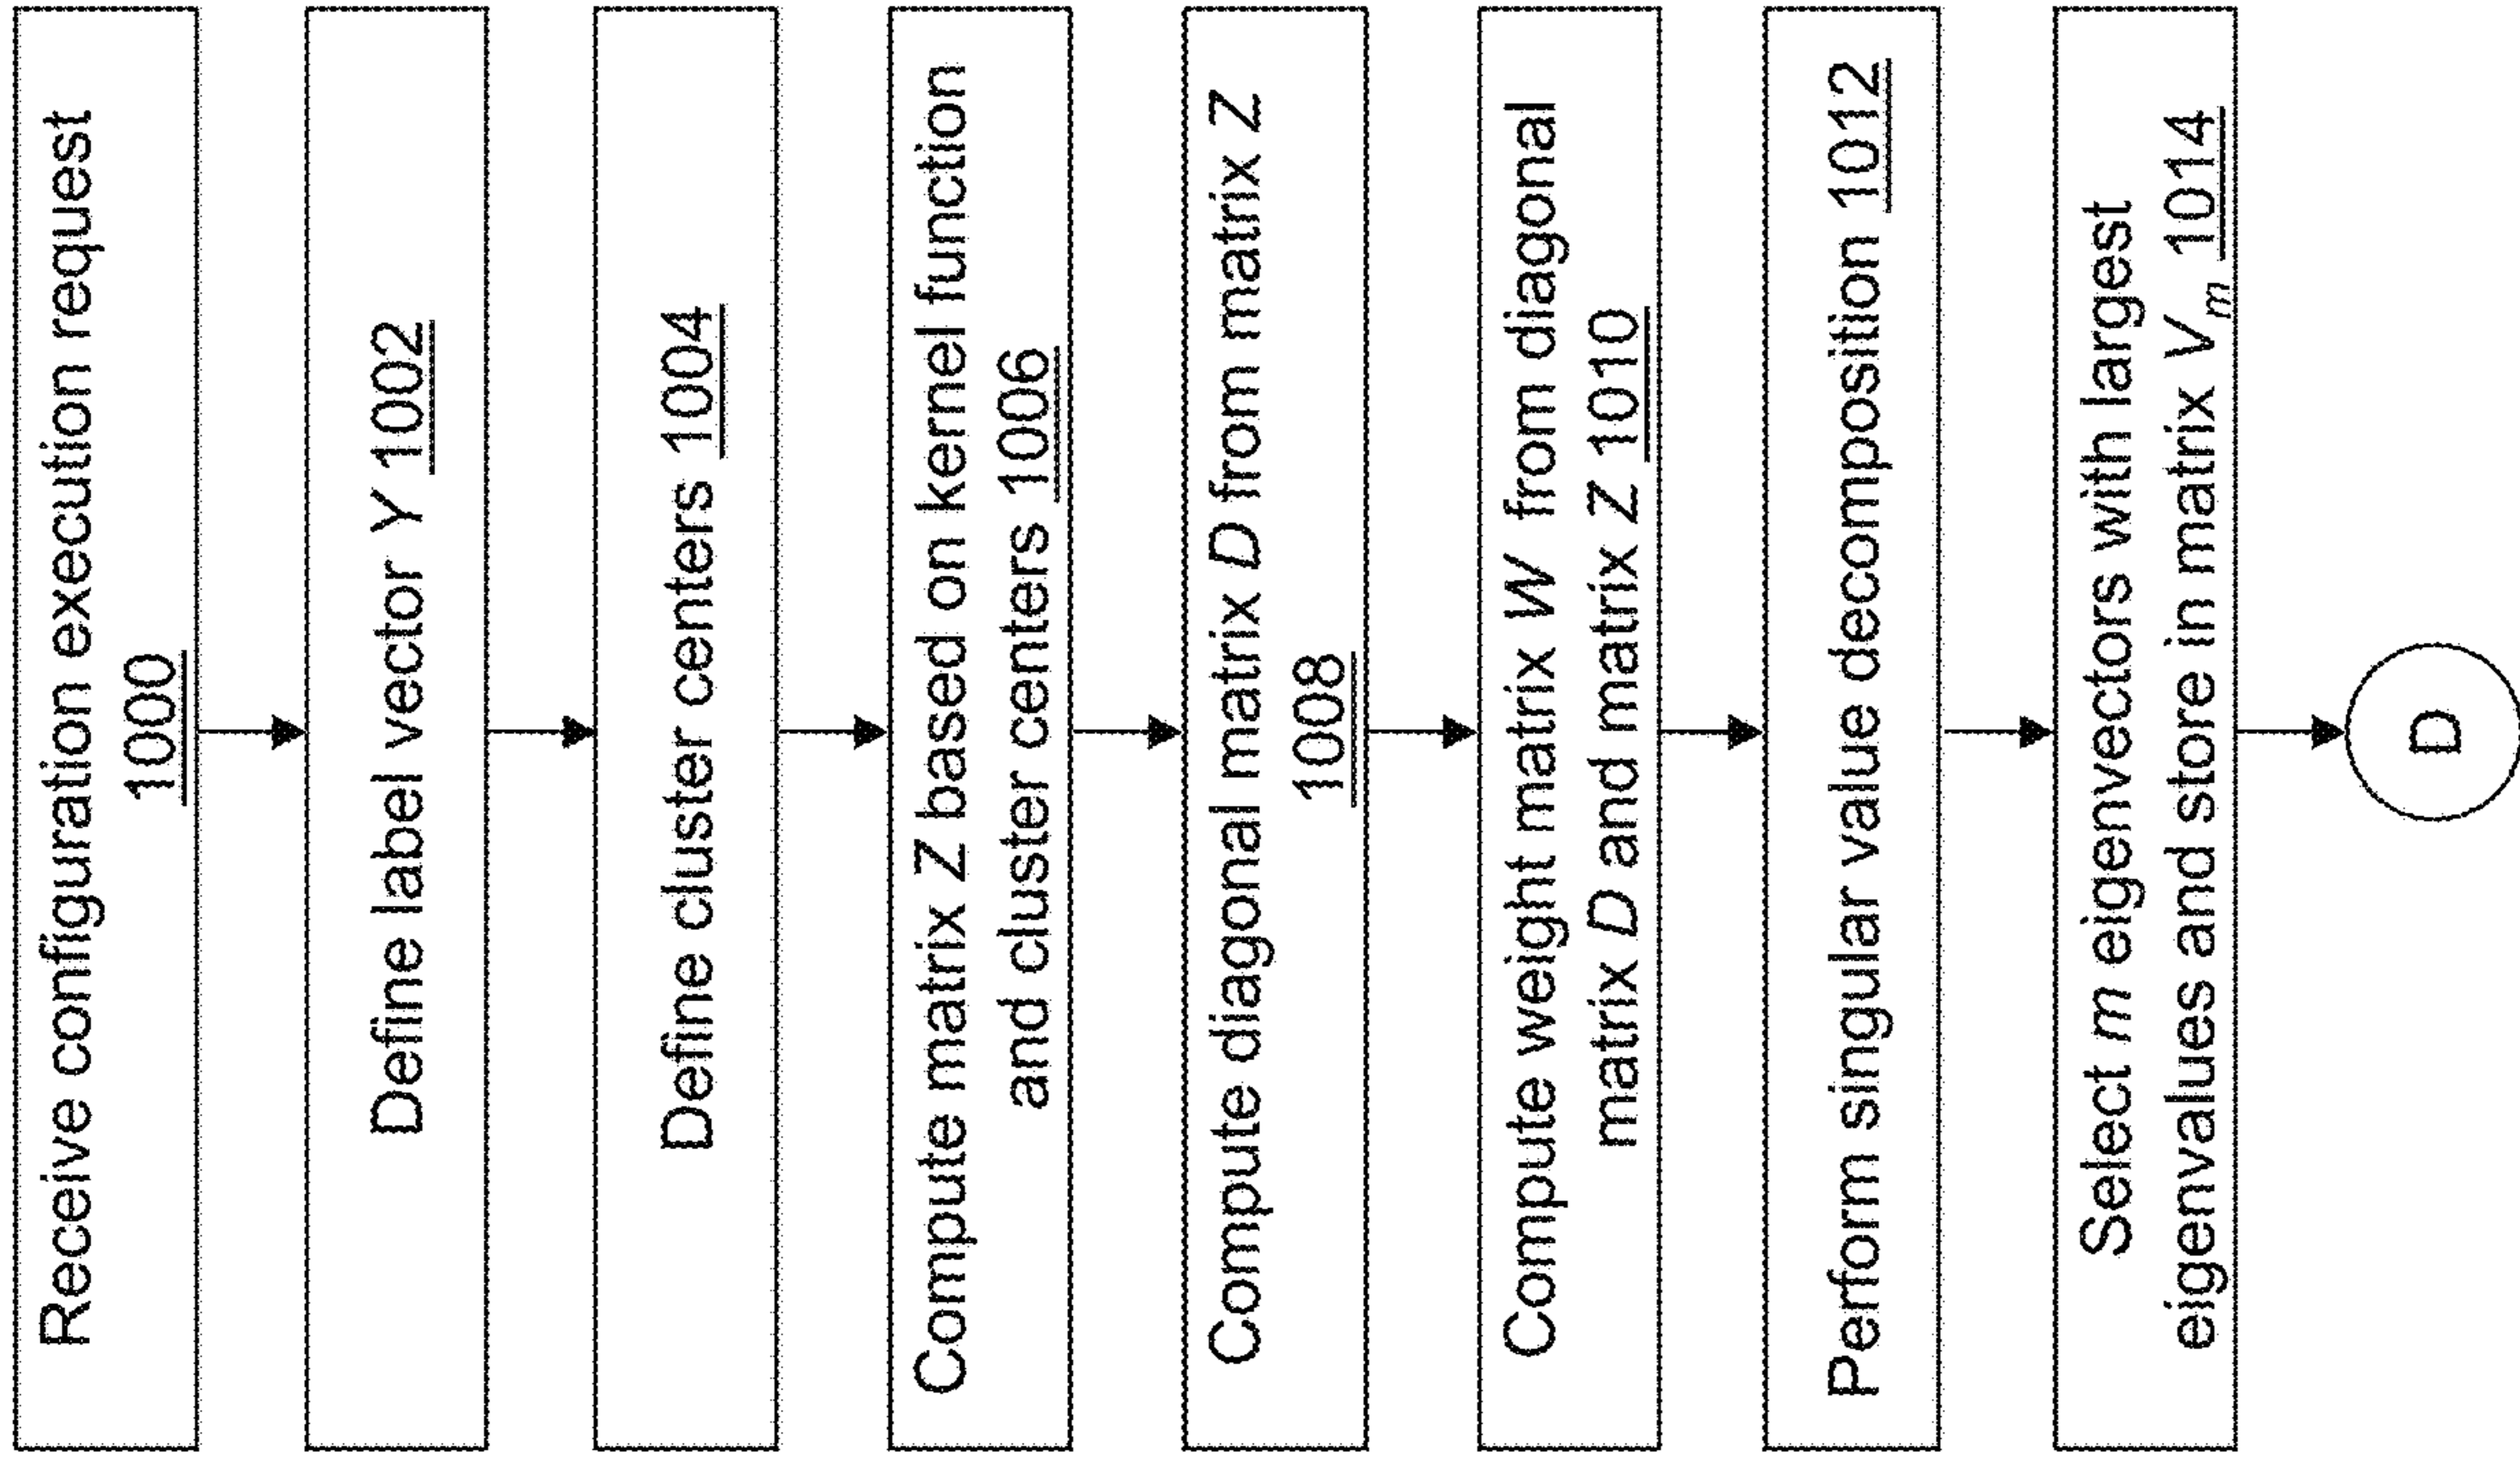 Receive configuration execution request
1000
Define label vector Y 1002
Define cluster centers 1004
Compute matrix Z based on kernel function
and cluster centers 1006
Compute diagonal matrix D from matrix Z
1008
Compute weight matrix W from diagonal
matrix D and matrix Z 1010
Perform singular value decomposition 1012
Select m eigenvectors with largest
eigenvalues and store in matrix Vm 1014
D